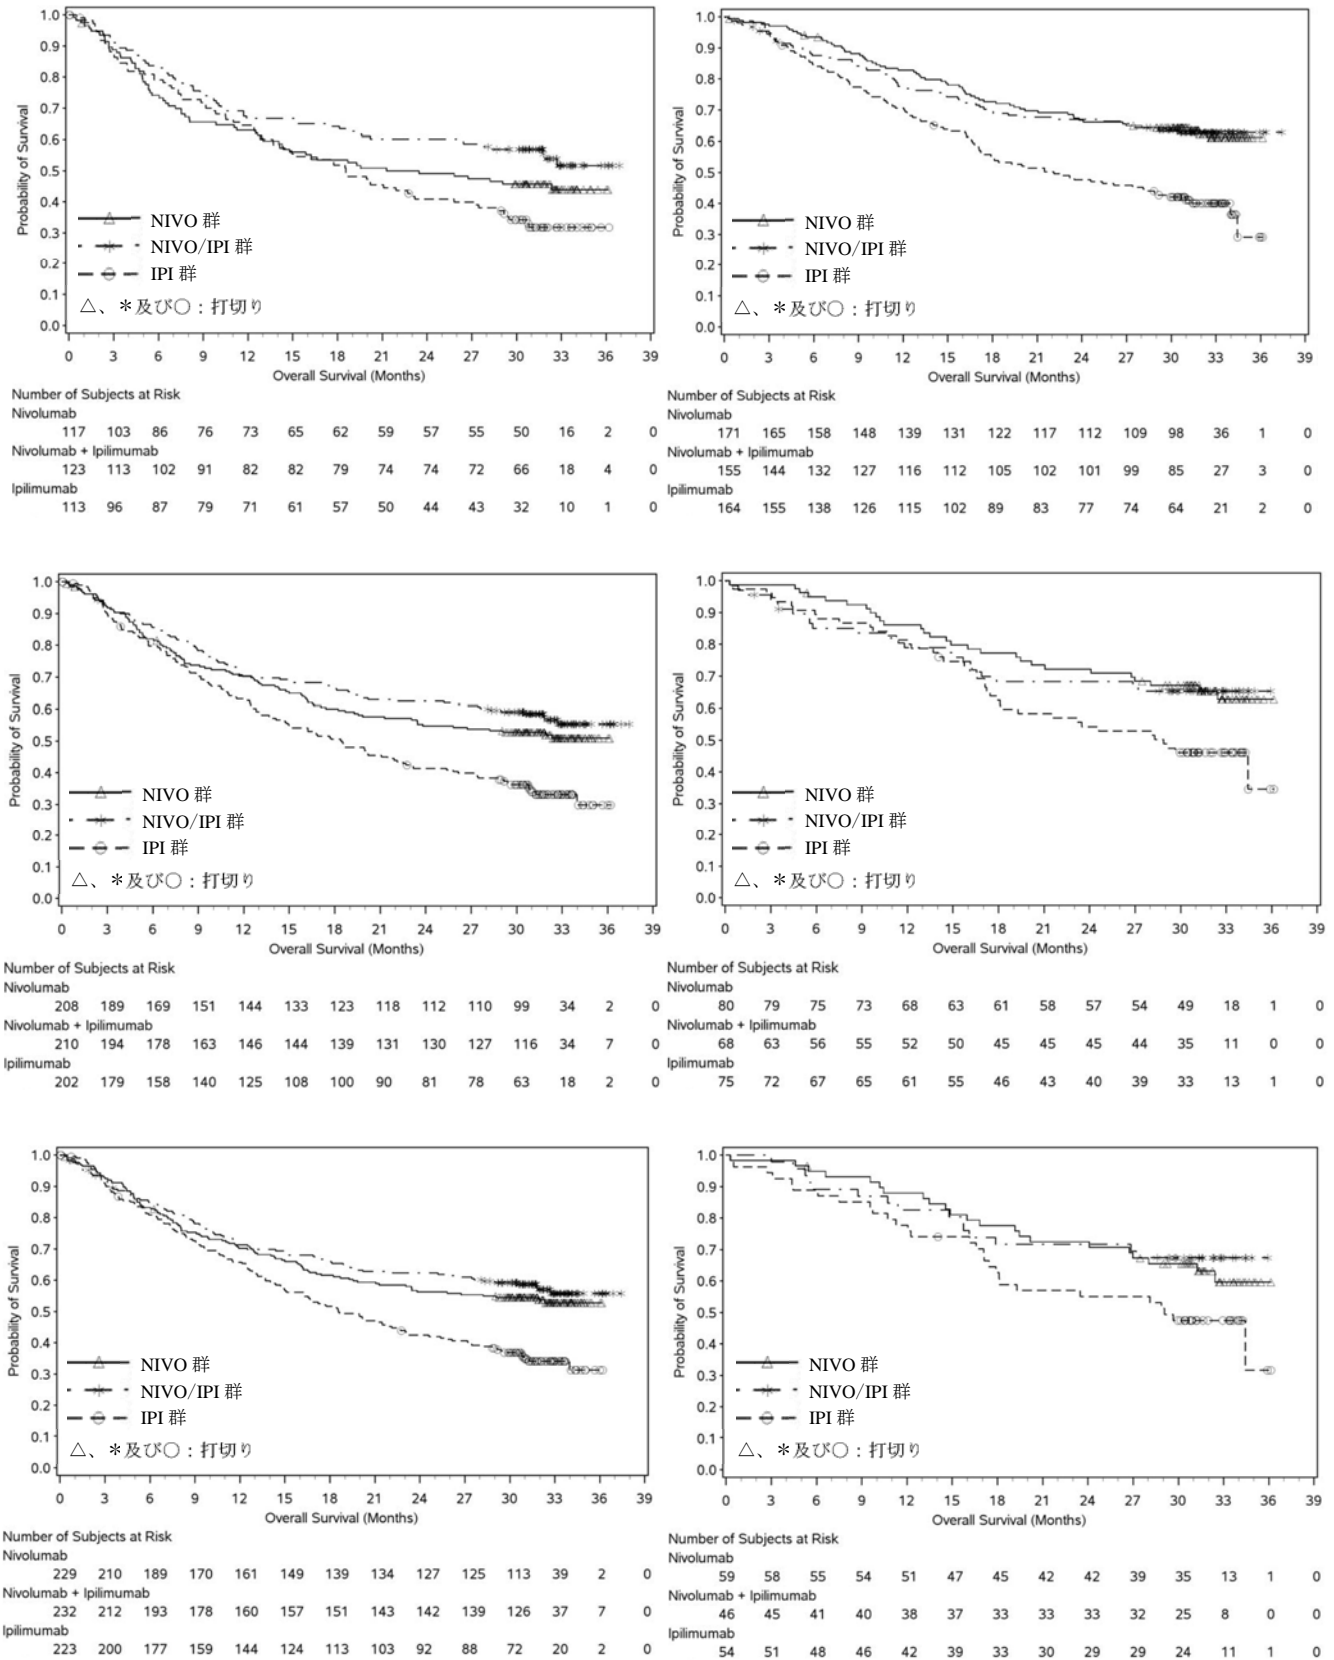 1.0
0.9
0.8
0.7
0.6
0.5
0.4
0.3
0.2
0.1
0.0
Probability of Survival
NIVO 群
NIVO/IPI 群
IPI 群
△、＊及び○：打切り
0 3 6 9 12 15 18 21 24 27 30 33 36 39
Overall Survival (Months)
Number of Subjects at Risk
Nivolumab
117 103 86 76 73 65 62 59 57 55 50 16 2 0
Nivolumab + Ipilimumab
123 113 102 91 82 82 79 74 74 72 66 18 4 0
Ipilimumab
113 96 87 79 71 61 57 50 44 43 32 10 1 0
1.0
0.9
0.8
0.7
0.6
0.5
0.4
0.3
0.2
0.1
0.0
Probability of Survival
NIVO 群
NIVO/IPI 群
IPI 群
△、＊及び○：打切り
0 3 6 9 12 15 18 21 24 27 30 33 36 39
Overall Survival (Months)
Number of Subjects at Risk
Nivolumab
171 165 158 148 139 131 122 117 112 109 98 36 1 0
Nivolumab + Ipilimumab
155 144 132 127 116 112 105 102 101 99 85 27 3 0
Ipilimumab
164 155 138 126 115 102 89 83 77 74 64 21 2 0
1.0
0.9
0.8
0.7
0.6
0.5
0.4
0.3
0.2
0.1
0.0
Probability of Survival
NIVO 群
NIVO/IPI 群
IPI 群
△、＊及び○：打切り
0 3 6 9 12 15 18 21 24 27 30 33 36 39
Overall Survival (Months)
Number of Subjects at Risk
Nivolumab
208 189 169 151 144 133 123 118 112 110 99 34 2 0
Nivolumab + Ipilimumab
210 194 178 163 146 144 139 131 130 127 116 34 7 0
Ipilimumab
202 179 158 140 125 108 100 90 81 78 63 18 2 0
1.0
0.9
0.8
0.7
0.6
0.5
0.4
0.3
0.2
0.1
0.0
Probability of Survival
NIVO 群
NIVO/IPI 群
IPI 群
△、＊及び○：打切り
0 3 6 9 12 15 18 21 24 27 30 33 36 39
Overall Survival (Months)
Number of Subjects at Risk
Nivolumab
80 79 75 73 68 63 61 58 57 54 49 18 1 0
Nivolumab + Ipilimumab
68 63 56 55 52 50 45 45 45 44 35 11 0 0
Ipilimumab
75 72 67 65 61 55 46 43 40 39 33 13 1 0
1.0
0.9
0.8
0.7
0.6
0.5
0.4
0.3
0.2
0.1
0.0
Probability of Survival
NIVO 群
NIVO/IPI 群
IPI 群
△、＊及び○：打切り
0 3 6 9 12 15 18 21 24 27 30 33 36 39
Overall Survival (Months)
Number of Subjects at Risk
Nivolumab
229 210 189 170 161 149 139 134 127 125 113 39 2 0
Nivolumab + Ipilimumab
232 212 193 178 160 157 151 143 142 139 126 37 7 0
Ipilimumab
223 200 177 159 144 124 113 103 92 88 72 20 2 0
1.0
0.9
0.8
0.7
0.6
0.5
0.4
0.3
0.2
0.1
0.0
Probability of Survival
NIVO 群
NIVO/IPI 群
IPI 群
△、＊及び○：打切り
0 3 6 9 12 15 18 21 24 27 30 33 36 39
Overall Survival (Months)
Number of Subjects at Risk
Nivolumab
59 58 55 54 51 47 45 42 42 39 35 13 1 0
Nivolumab + Ipilimumab
46 45 41 40 38 37 33 33 33 32 25 8 0 0
Ipilimumab
54 51 48 46 42 39 33 30 29 29 24 11 1 0